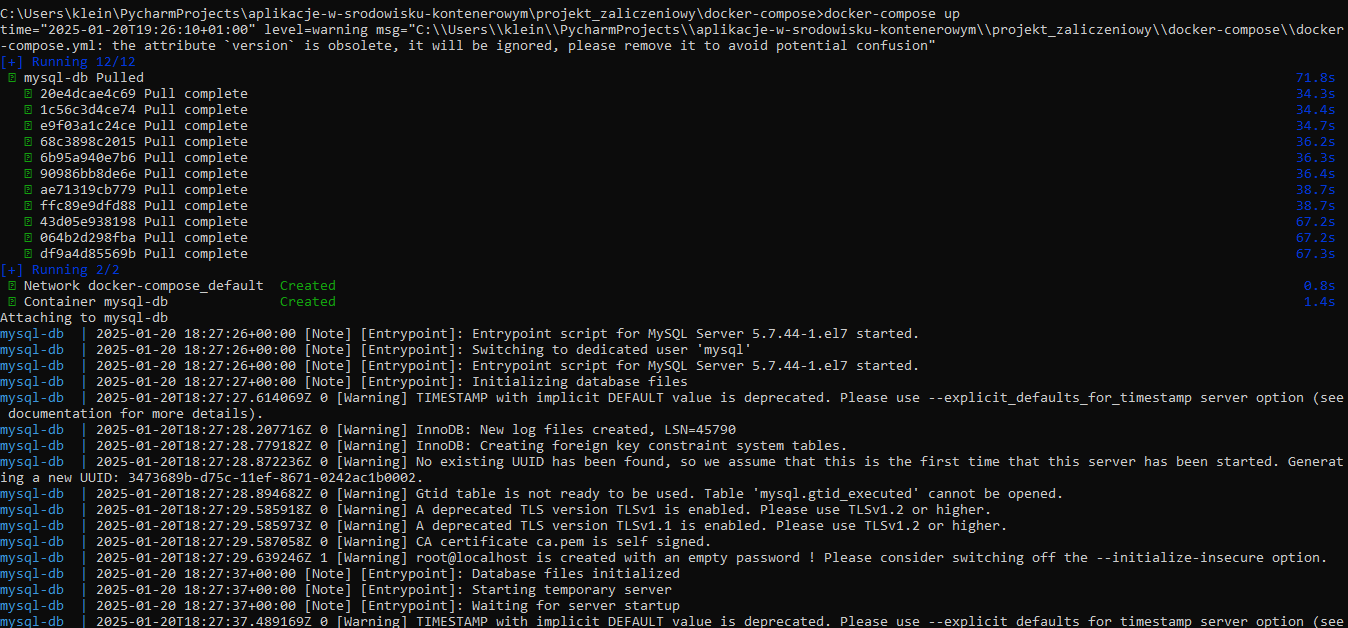 C:\Users\klein\PycharmProjects\aplikacje-w-srodowisku-kontenerowym\projekt_zaliczeniowy\docker-compose>docker-compose up
time="2025-01-20T19:26:10+01:00" level=warning msg="C:\\Users\\klein\\PycharmProjects\\aplikacje-w-srodowisku-kontenerowym\\projekt_zaliczeniowy\\docker-compose\\docker
-compose.yml: the attribute `version` is obsolete, it will be ignored, please remove it to avoid potential confusion"
[+] Running 12/12
mysql-db Pulled 71.8s
20e4dcae4c69 Pull complete 34.3s
1c56c3d4ce74 Pull complete 34.4s
e9f03a1c24ce Pull complete 34.7s
68c3898c2015 Pull complete 36.2s
6b95a940e7b6 Pull complete 36.3s
90986bb8de6e Pull complete 36.4s
ae71319cb779 Pull complete 38.7s
ffc89e9dfd88 Pull complete 38.7s
43d05e938198 Pull complete 67.2s
064b2d298fba Pull complete 67.2s
df9a4d85569b Pull complete 67.3s
[+] Running 2/2
Network docker-compose_default Created 0.8s
Container mysql-db Created 1.4s
Attaching to mysql-db
mysql-db | 2025-01-20 18:27:26+00:00 [Note] [Entrypoint]: Entrypoint script for MySQL Server 5.7.44-1.el7 started.
mysql-db | 2025-01-20 18:27:26+00:00 [Note] [Entrypoint]: Switching to dedicated user 'mysql'
mysql-db | 2025-01-20 18:27:26+00:00 [Note] [Entrypoint]: Entrypoint script for MySQL Server 5.7.44-1.el7 started.
mysql-db | 2025-01-20 18:27:27+00:00 [Note] [Entrypoint]: Initializing database files
mysql-db | 2025-01-20T18:27:27.614069Z 0 [Warning] TIMESTAMP with implicit DEFAULT value is deprecated. Please use --explicit_defaults_for_timestamp server option (see
documentation for more details).
mysql-db | 2025-01-20T18:27:28.207716Z 0 [Warning] InnoDB: New log files created, LSN=45790
mysql-db | 2025-01-20T18:27:28.779182Z 0 [Warning] InnoDB: Creating foreign key constraint system tables.
mysql-db | 2025-01-20T18:27:28.872236Z 0 [Warning] No existing UUID has been found, so we assume that this is the first time that this server has been started. Generat
ing a new UUID: 3473689b-d75c-11ef-8671-0242ac1b0002.
mysql-db | 2025-01-20T18:27:28.894682Z 0 [Warning] Gtid table is not ready to be used. Table 'mysql.gtid_executed' cannot be opened.
mysql-db | 2025-01-20T18:27:29.585918Z 0 [Warning] A deprecated TLS version TLSv1 is enabled. Please use TLSv1.2 or higher.
mysql-db | 2025-01-20T18:27:29.585973Z 0 [Warning] A deprecated TLS version TLSv1.1 is enabled. Please use TLSv1.2 or higher.
mysql-db | 2025-01-20T18:27:29.587058Z 0 [Warning] CA certificate ca.pem is self signed.
mysql-db | 2025-01-20T18:27:29.639246Z 1 [Warning] root@localhost is created with an empty password ! Please consider switching off the --initialize-insecure option.
mysql-db | 2025-01-20 18:27:37+00:00 [Note] [Entrypoint]: Database files initialized
mysql-db | 2025-01-20 18:27:37+00:00 [Note] [Entrypoint]: Starting temporary server
mysql-db | 2025-01-20 18:27:37+00:00 [Note] [Entrypoint]: Waiting for server startup
mysql-db | 2025-01-20T18:27:37.489169Z 0 [Warning] TIMESTAMP with implicit DEFAULT value is deprecated. Please use --explicit_defaults_for_timestamp server option (see